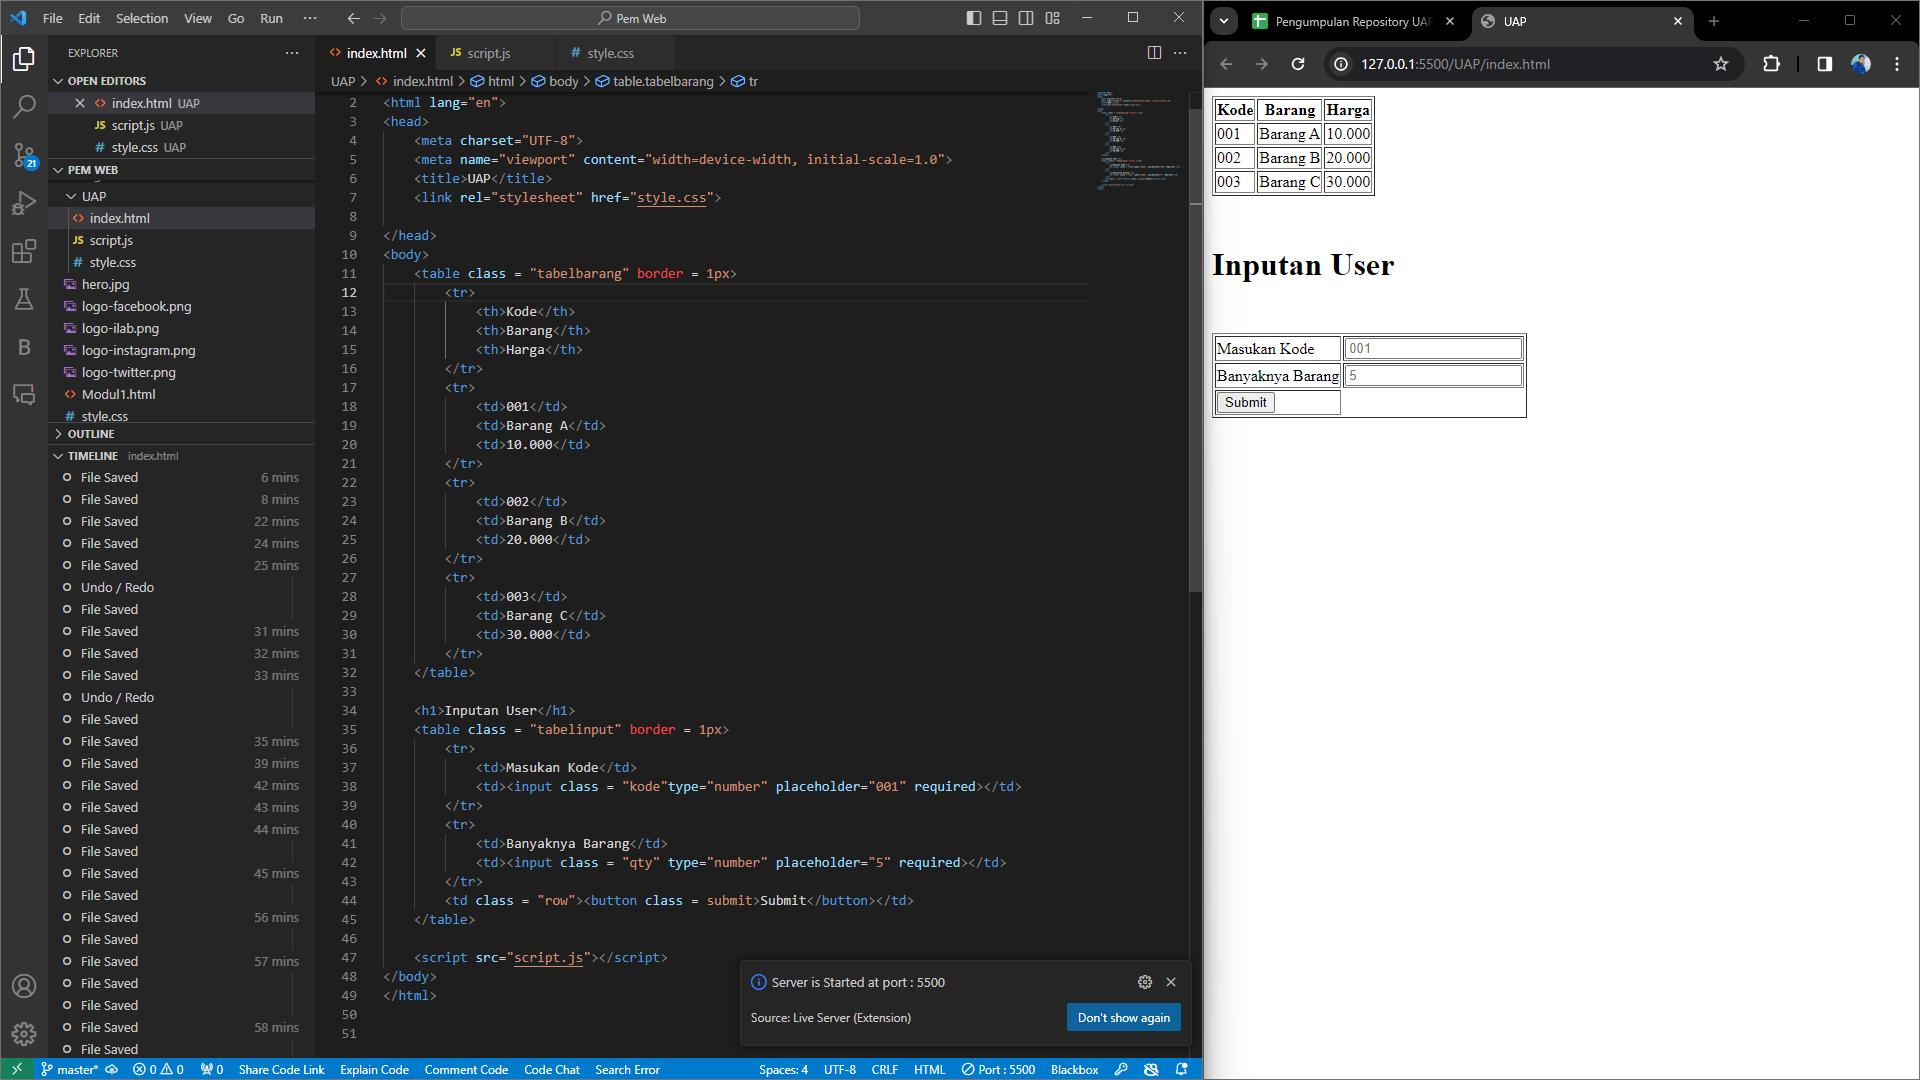 File Edit Selection View Go Run ··· Pem Web
EXPLORER ···
OPEN EDITORS
index.html UAP
JS script.js UAP
# style.css UAP
PEM WEB
UAP
index.html
JS script.js
# style.css
hero.jpg
logo-facebook.png
logo-ilab.png
logo-instagram.png
logo-twitter.png
Modul1.html
# style.css
OUTLINE
TIMELINE index.html
File Saved 6 mins
File Saved 8 mins
File Saved 22 mins
File Saved 24 mins
File Saved 25 mins
Undo / Redo
File Saved
File Saved 31 mins
File Saved 32 mins
File Saved 33 mins
Undo / Redo
File Saved
File Saved 35 mins
File Saved 39 mins
File Saved 42 mins
File Saved 43 mins
File Saved 44 mins
File Saved
File Saved 45 mins
File Saved
File Saved 56 mins
File Saved
File Saved 57 mins
File Saved
File Saved
File Saved 58 mins
File Saved
21
B
index.html JS script.js # style.css ···
UAP > index.html > html > body > table.tabelbarang > tr
2 <html lang="en">
3 <head>
4 <meta charset="UTF-8">
5 <meta name="viewport" content="width=device-width, initial-scale=1.0">
6 <title>UAP</title>
7 <link rel="stylesheet" href="style.css">
8
9 </head>
10 <body>
11 <table class = "tabelbarang" border = 1px>
12 <tr>
13 <th>Kode</th>
14 <th>Barang</th>
15 <th>Harga</th>
16 </tr>
17 <tr>
18 <td>001</td>
19 <td>Barang A</td>
20 <td>10.000</td>
21 </tr>
22 <tr>
23 <td>002</td>
24 <td>Barang B</td>
25 <td>20.000</td>
26 </tr>
27 <tr>
28 <td>003</td>
29 <td>Barang C</td>
30 <td>30.000</td>
31 </tr>
32 </table>
33
34 <h1>Inputan User</h1>
35 <table class = "tabelinput" border = 1px>
36 <tr>
37 <td>Masukan Kode</td>
38 <td><input class = "kode"type="number" placeholder="001" required></td>
39 </tr>
40 <tr>
41 <td>Banyaknya Barang</td>
42 <td><input class = "qty" type="number" placeholder="5" required></td>
43 </tr>
44 <td class = "row"><button class = submit>Submit</button></td>
45 </table>
46
47 <script src="script.js"></script>
48 </body>
49 </html>
50
51
Server is Started at port : 5500
Source: Live Server (Extension) Don't show again
master* 0 0 0 Share Code Link Explain Code Comment Code Code Chat Search Error Spaces: 4 UTF-8 CRLF HTML Port : 5500 Blackbox
Pengumpulan Repository UAP UAP
127.0.0.1:5500/UAP/index.html
Kode Barang Harga
001 Barang A 10.000
002 Barang B 20.000
003 Barang C 30.000
Inputan User
Masukan Kode 001
Banyaknya Barang 5
Submit